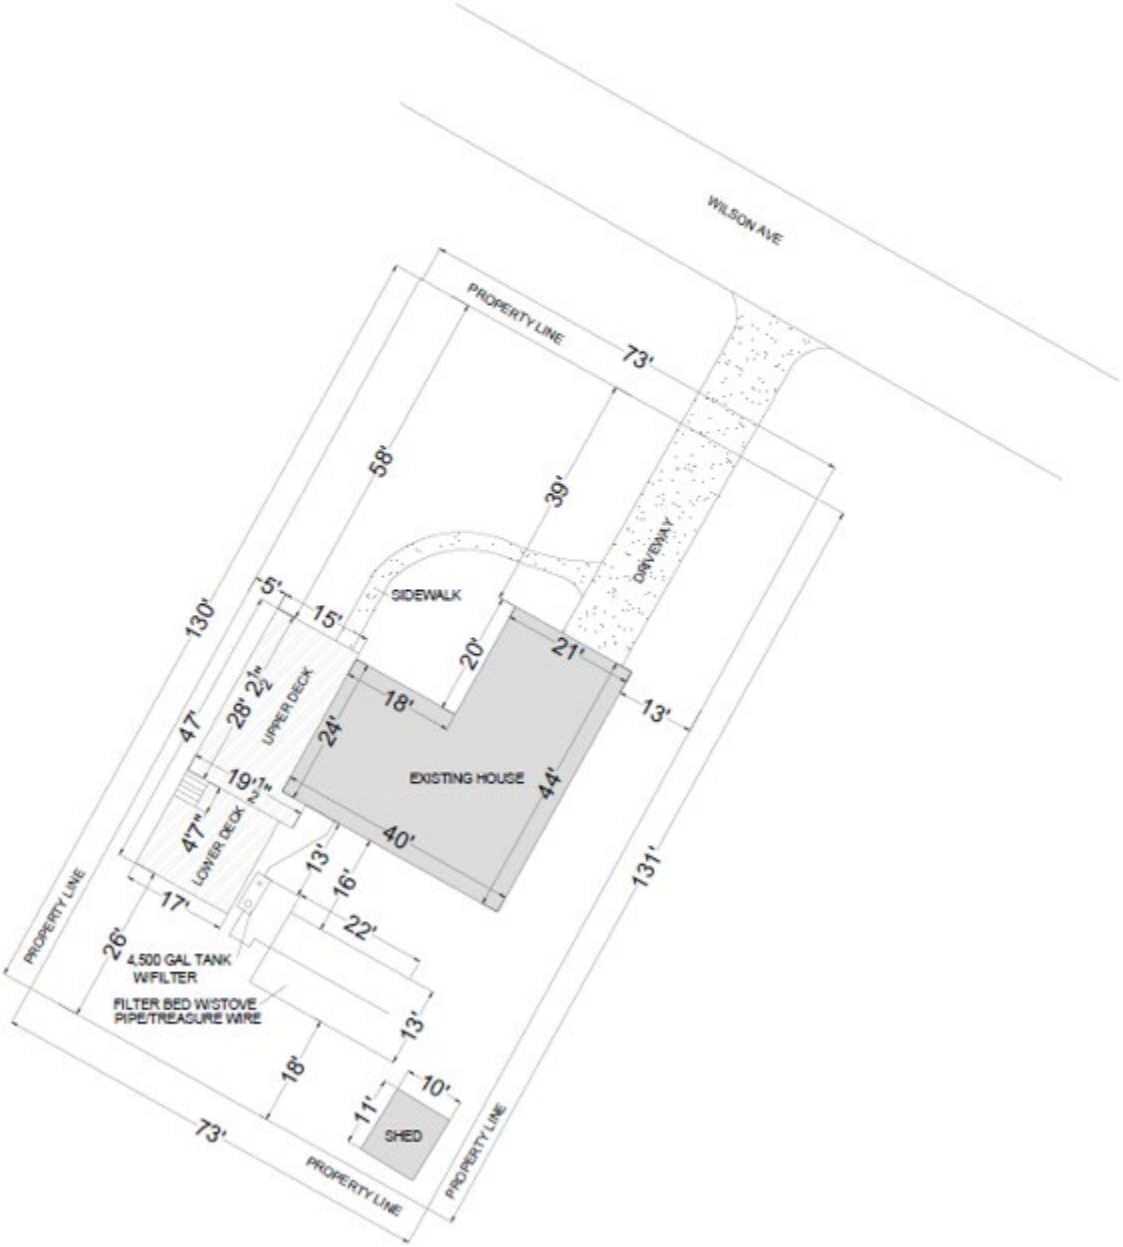 WILSON AVE
PROPERTY LINE
73'
58'
39'
DRIVEWAY
SIDEWALK
5'
15'
130'
20'
21'
28' 2 1/2"
UPPER DECK
18'
13'
47'
24'
EXISTING HOUSE
44'
19' 1/2"
4'7"
LOWER DECK
40'
13'
16'
131'
PROPERTY LINE
17'
22'
26'
4,500 GAL TANK
W/FILTER
FILTER BED W/STOVE
PIPE/TREASURE WIRE
13'
18'
10'
11'
SHED
73'
PROPERTY LINE
PROPERTY LINE